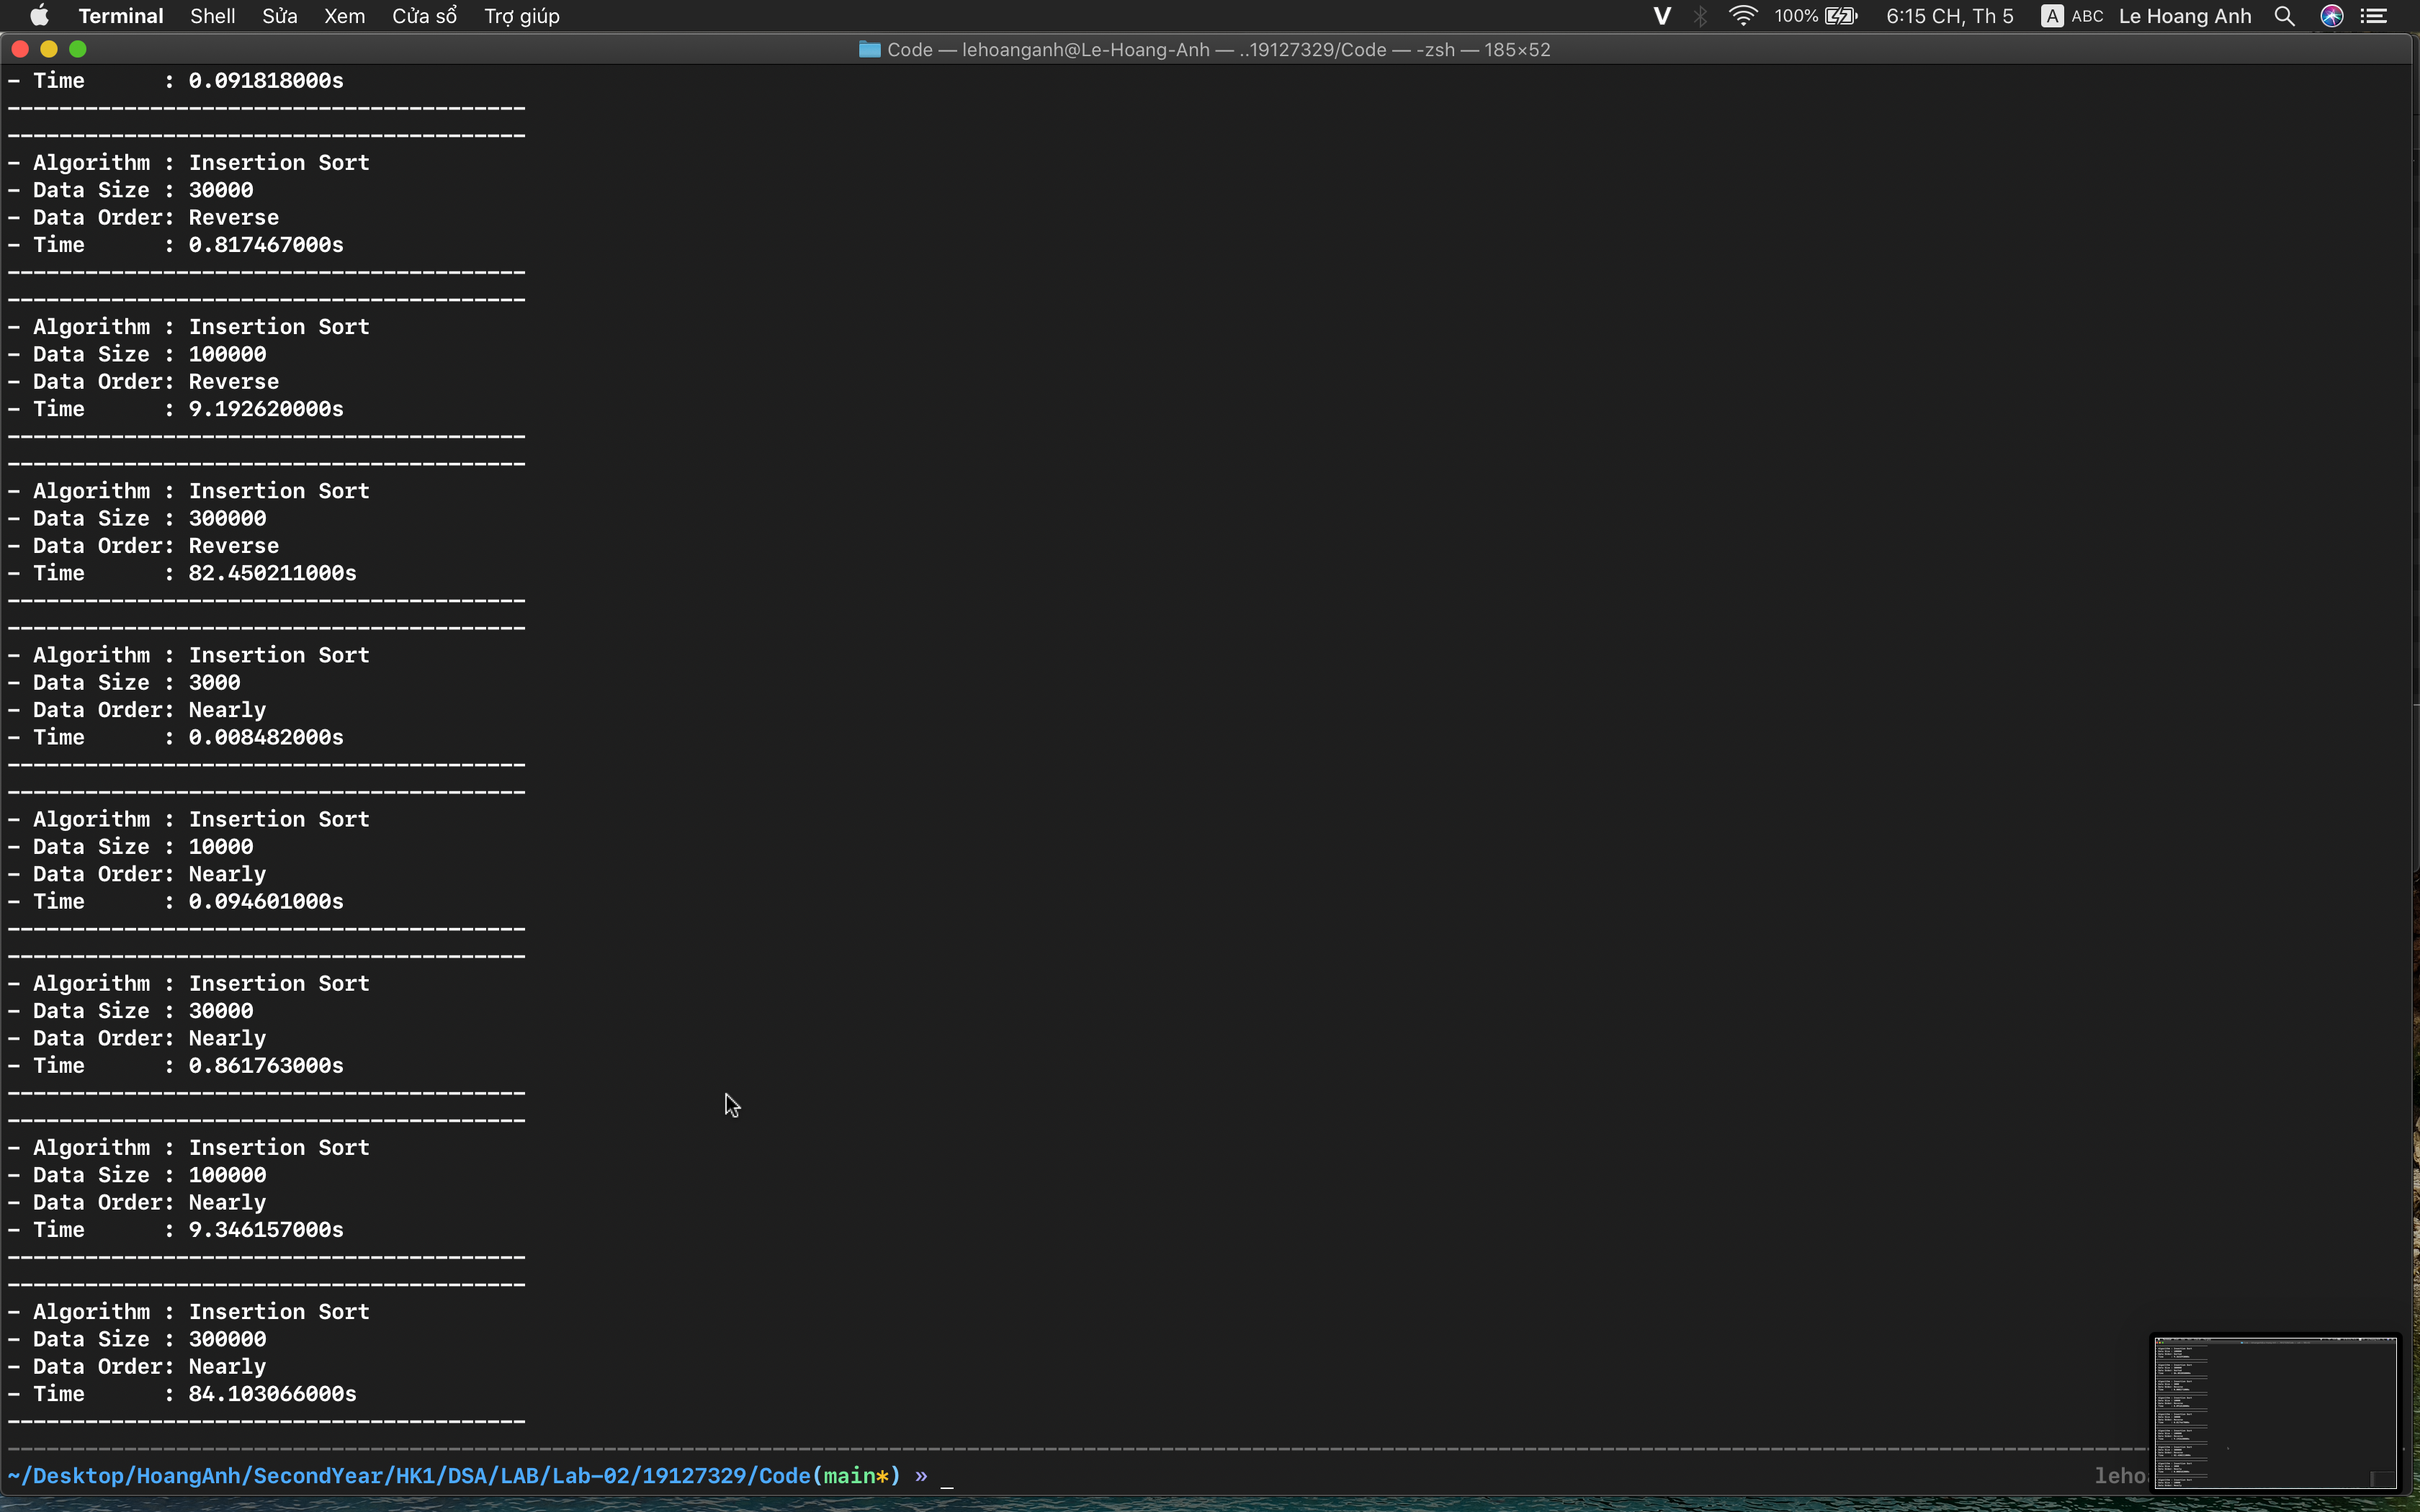 Terminal Shell Sửa Xem Cửa sổ Trợ giúp V 100% 6:15 CH, Th 5 A ABC Le Hoang Anh
Code — lehoanganh@Le-Hoang-Anh — ..19127329/Code — -zsh — 185×52
- Time      : 0.091818000s
----------------------------------------
----------------------------------------
- Algorithm : Insertion Sort
- Data Size : 30000
- Data Order: Reverse
- Time      : 0.817467000s
----------------------------------------
----------------------------------------
- Algorithm : Insertion Sort
- Data Size : 100000
- Data Order: Reverse
- Time      : 9.192620000s
----------------------------------------
----------------------------------------
- Algorithm : Insertion Sort
- Data Size : 300000
- Data Order: Reverse
- Time      : 82.450211000s
----------------------------------------
----------------------------------------
- Algorithm : Insertion Sort
- Data Size : 3000
- Data Order: Nearly
- Time      : 0.008482000s
----------------------------------------
----------------------------------------
- Algorithm : Insertion Sort
- Data Size : 10000
- Data Order: Nearly
- Time      : 0.094601000s
----------------------------------------
----------------------------------------
- Algorithm : Insertion Sort
- Data Size : 30000
- Data Order: Nearly
- Time      : 0.861763000s
----------------------------------------
----------------------------------------
- Algorithm : Insertion Sort
- Data Size : 100000
- Data Order: Nearly
- Time      : 9.346157000s
----------------------------------------
----------------------------------------
- Algorithm : Insertion Sort
- Data Size : 300000
- Data Order: Nearly
- Time      : 84.103066000s
----------------------------------------
~/Desktop/HoangAnh/SecondYear/HK1/DSA/LAB/Lab-02/19127329/Code(main*) » _ leho